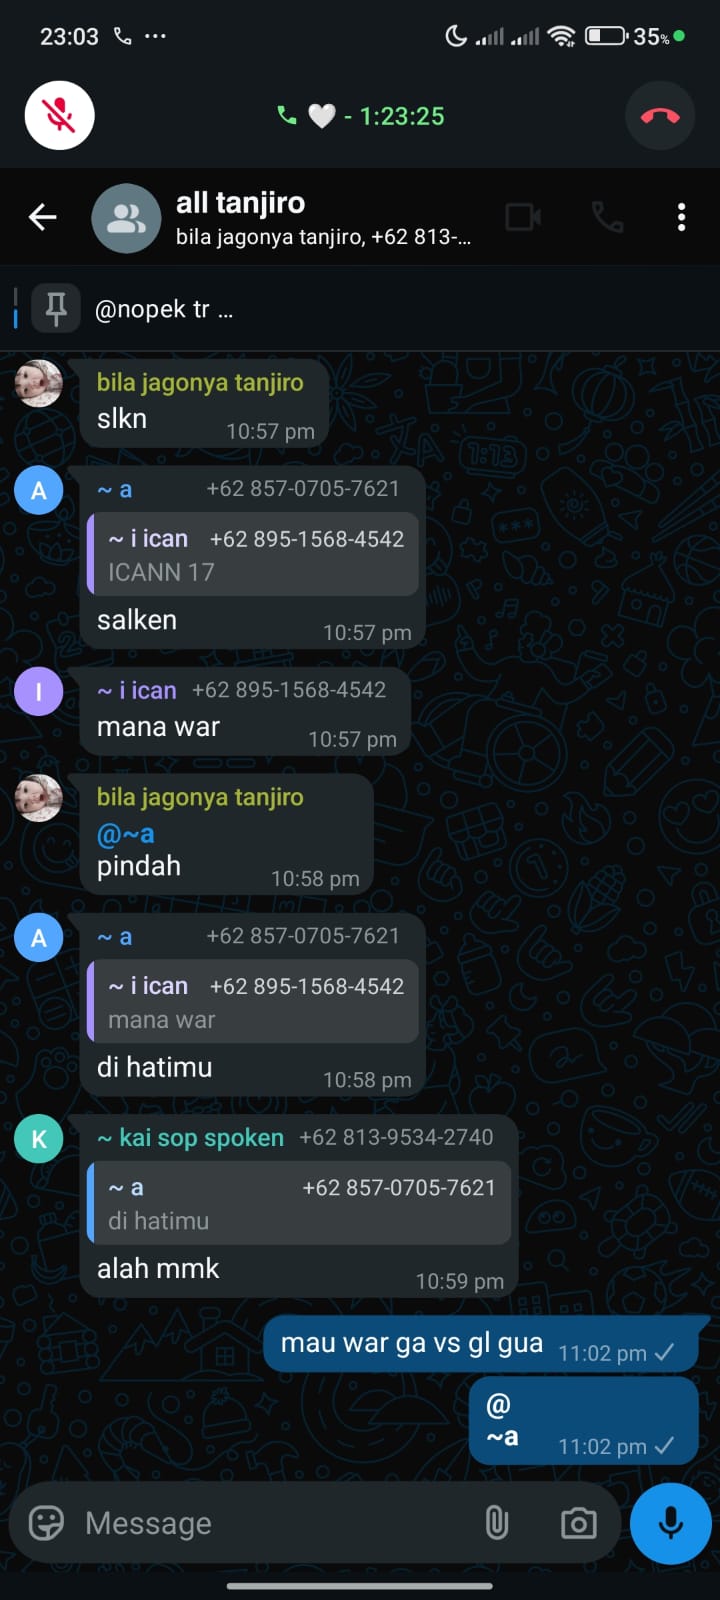 23:03
35%
🤍 - 1:23:25
all tanjiro
bila jagonya tanjiro, +62 813-...
@nopek tr ...
bila jagonya tanjiro
slkn
10:57 pm
A
~ a +62 857-0705-7621
~ i ican +62 895-1568-4542
ICANN 17
salken
10:57 pm
I
~ i ican +62 895-1568-4542
mana war
10:57 pm
bila jagonya tanjiro
@~a
pindah
10:58 pm
A
~ a +62 857-0705-7621
~ i ican +62 895-1568-4542
mana war
di hatimu
10:58 pm
K
~ kai sop spoken +62 813-9534-2740
~ a +62 857-0705-7621
di hatimu
alah mmk
10:59 pm
mau war ga vs gl gua 11:02 pm
@
~a
11:02 pm
Message